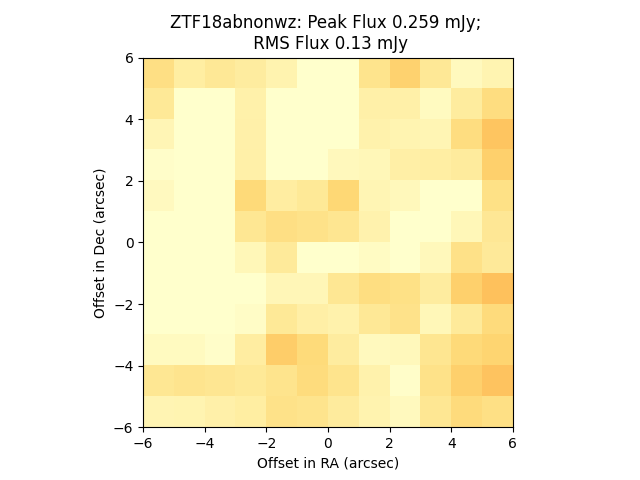 ZTF18abnonwz: Peak Flux 0.259 mJy;
RMS Flux 0.13 mJy
6
4
2
0
−2
−4
−6
Offset in Dec (arcsec)
−6 −4 −2 0 2 4 6
Offset in RA (arcsec)